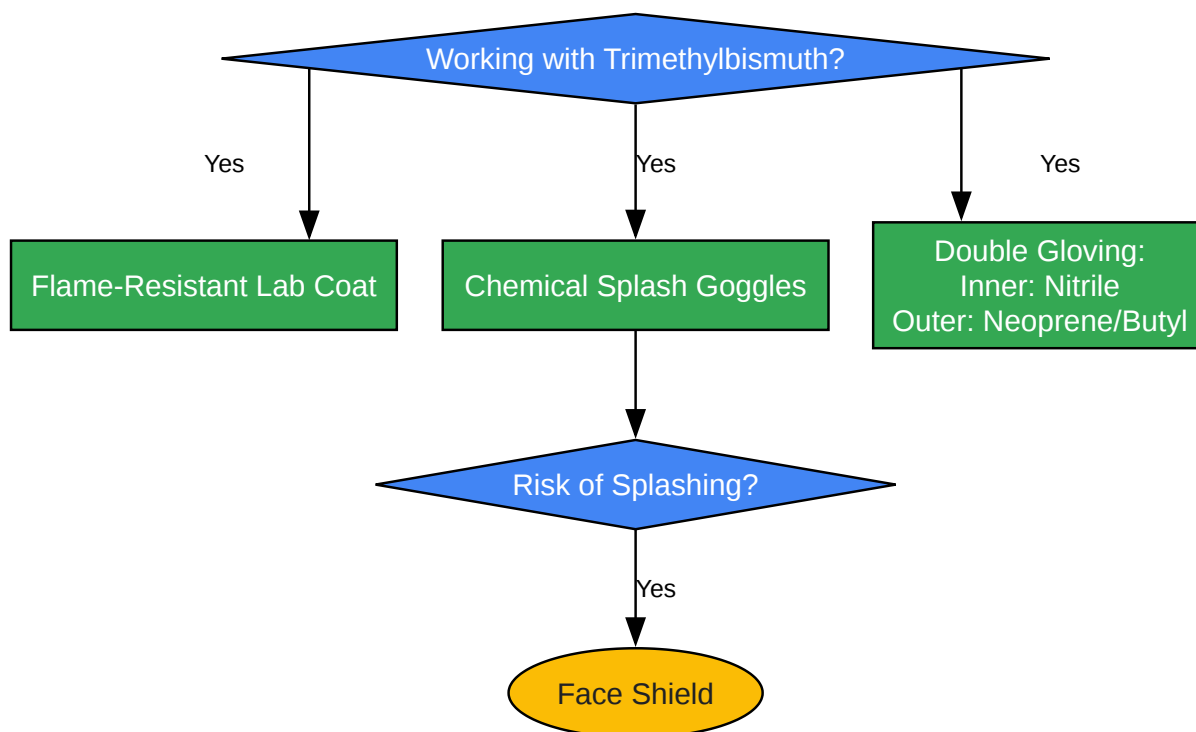 Working with Trimethylbismuth?
Yes
Yes
Yes
Flame-Resistant Lab Coat
Chemical Splash Goggles
Double Gloving:
Inner: Nitrile
Outer: Neoprene/Butyl
Risk of Splashing?
Yes
Face Shield